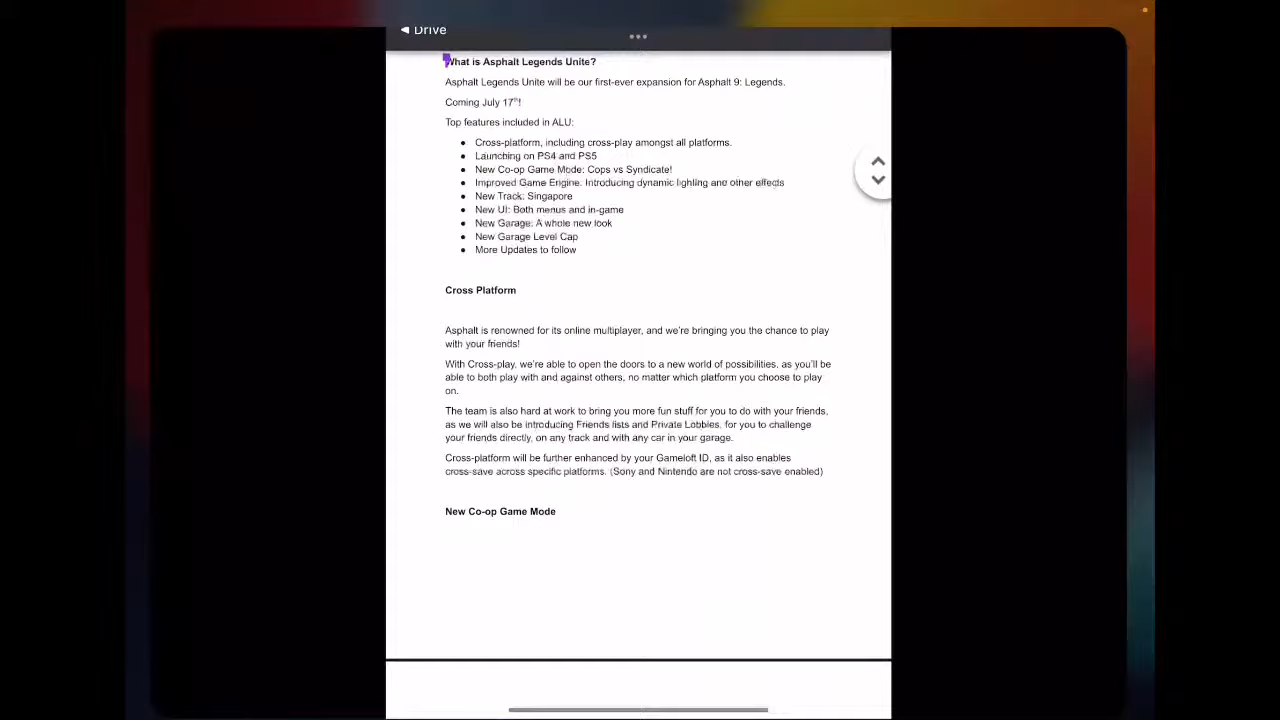 ◀ Drive
What is Asphalt Legends Unite?
Asphalt Legends Unite will be our first-ever expansion for Asphalt 9: Legends.
Coming July 17th!
Top features included in ALU:
● Cross-platform, including cross-play amongst all platforms.
● Launching on PS4 and PS5
● New Co-op Game Mode: Cops vs Syndicate!
● Improved Game Engine. Introducing dynamic lighting and other effects
● New Track: Singapore
● New UI: Both menus and in-game
● New Garage: A whole new look
● New Garage Level Cap
● More Updates to follow
Cross Platform
Asphalt is renowned for its online multiplayer, and we're bringing you the chance to play
with your friends!
With Cross-play, we're able to open the doors to a new world of possibilities, as you'll be
able to both play with and against others, no matter which platform you choose to play
on.
The team is also hard at work to bring you more fun stuff for you to do with your friends,
as we will also be introducing Friends lists and Private Lobbies, for you to challenge
your friends directly, on any track and with any car in your garage.
Cross-platform will be further enhanced by your Gameloft ID, as it also enables
cross-save across specific platforms. (Sony and Nintendo are not cross-save enabled)
New Co-op Game Mode